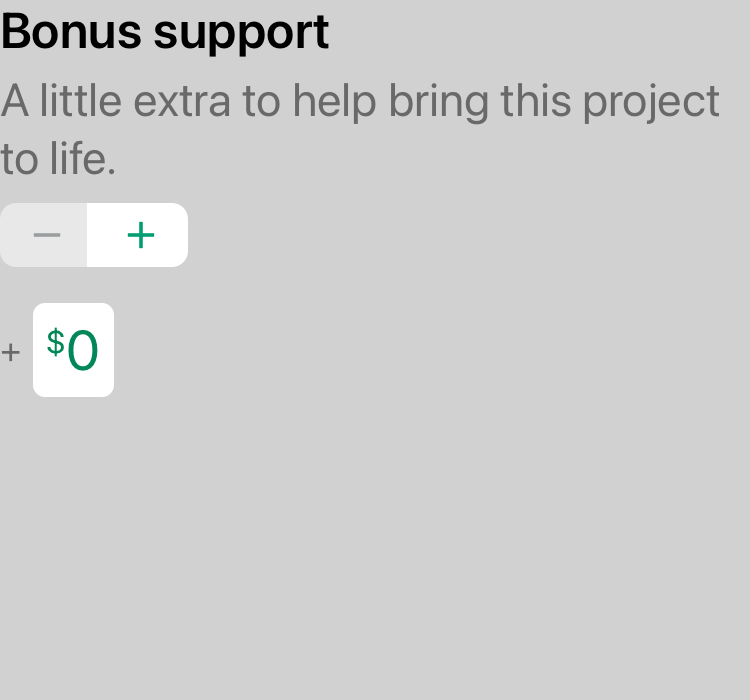 Bonus support
A little extra to help bring this project
to life.
− +
+ $0